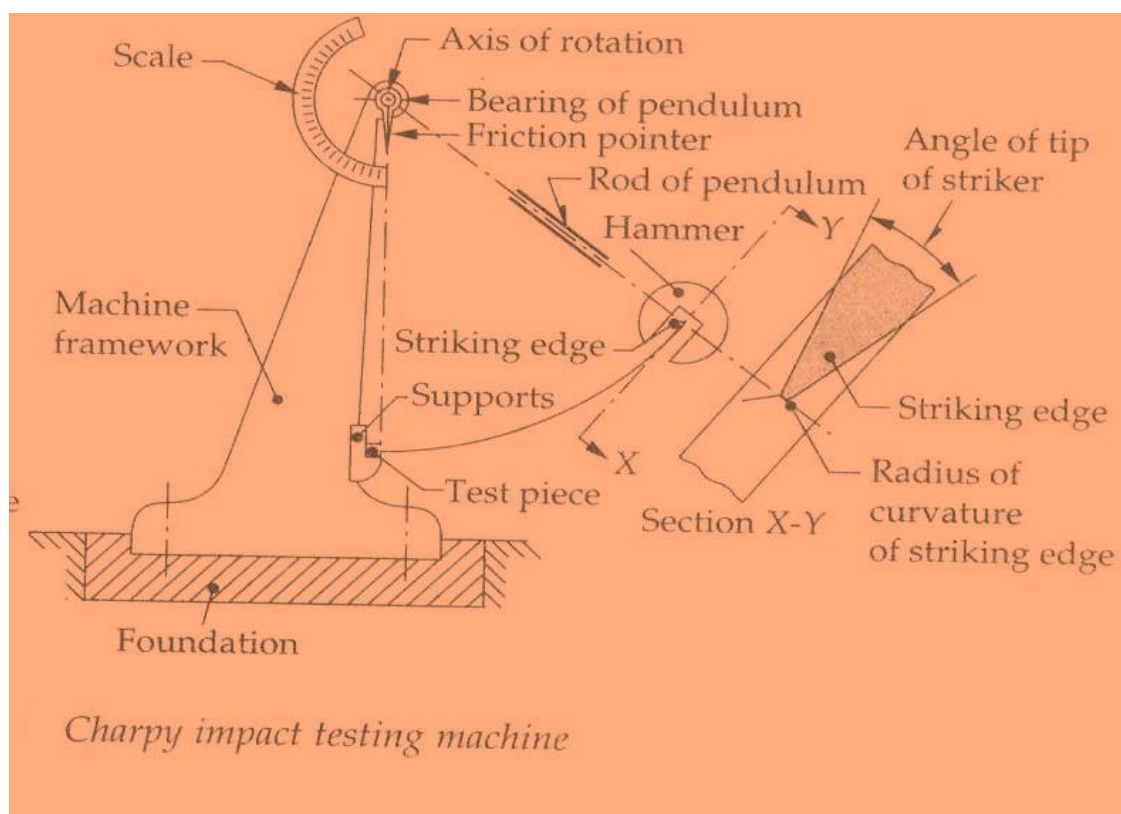 Axis of rotation
Scale
Bearing of pendulum
Friction pointer
Angle of tip
of striker
Rod of pendulum
Hammer
Y
Machine
framework
Striking edge
Supports
Striking edge
X
Test piece
Radius of
curvature
of striking edge
Section X-Y
e
Foundation
Charpy impact testing machine